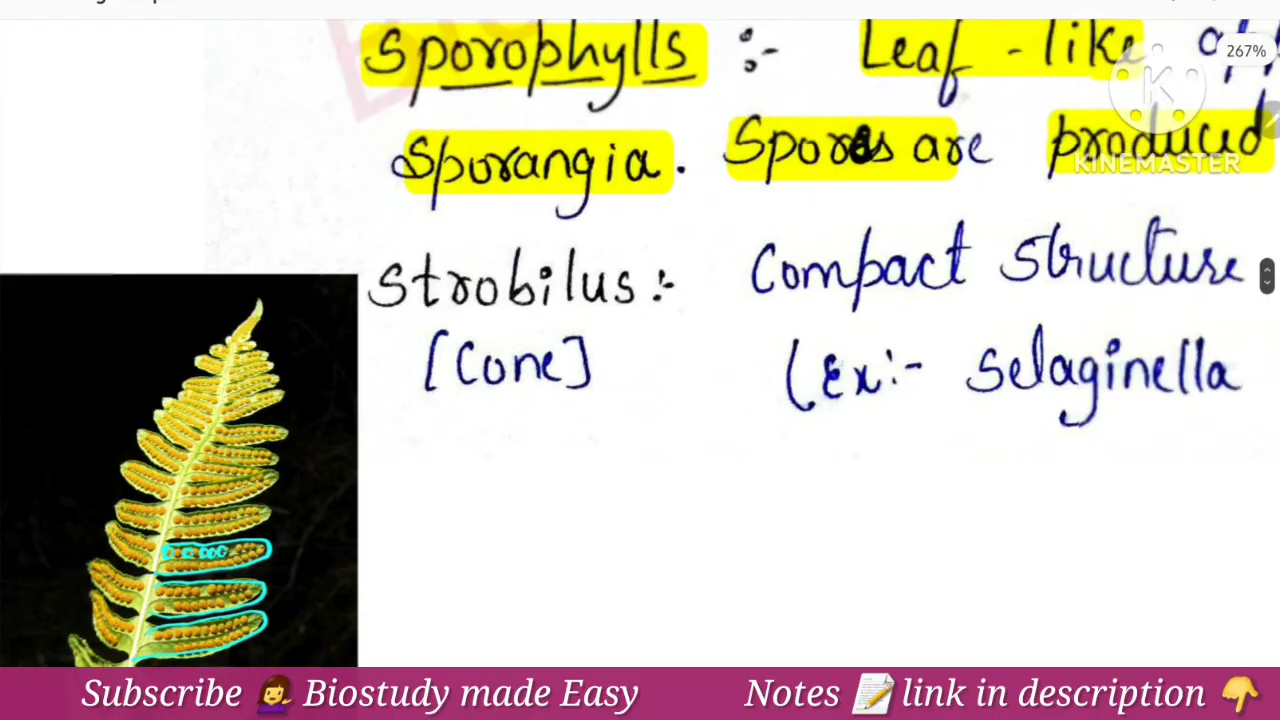 Sporophylls :- Leaf-like
267%
Sporangia. Spores are produced
KINEMASTER
Strobilus :- Compact structure
[Cone] (Ex:- Selaginella
Subscribe 💁‍♀️ Biostudy made Easy Notes 📝 link in description 👇